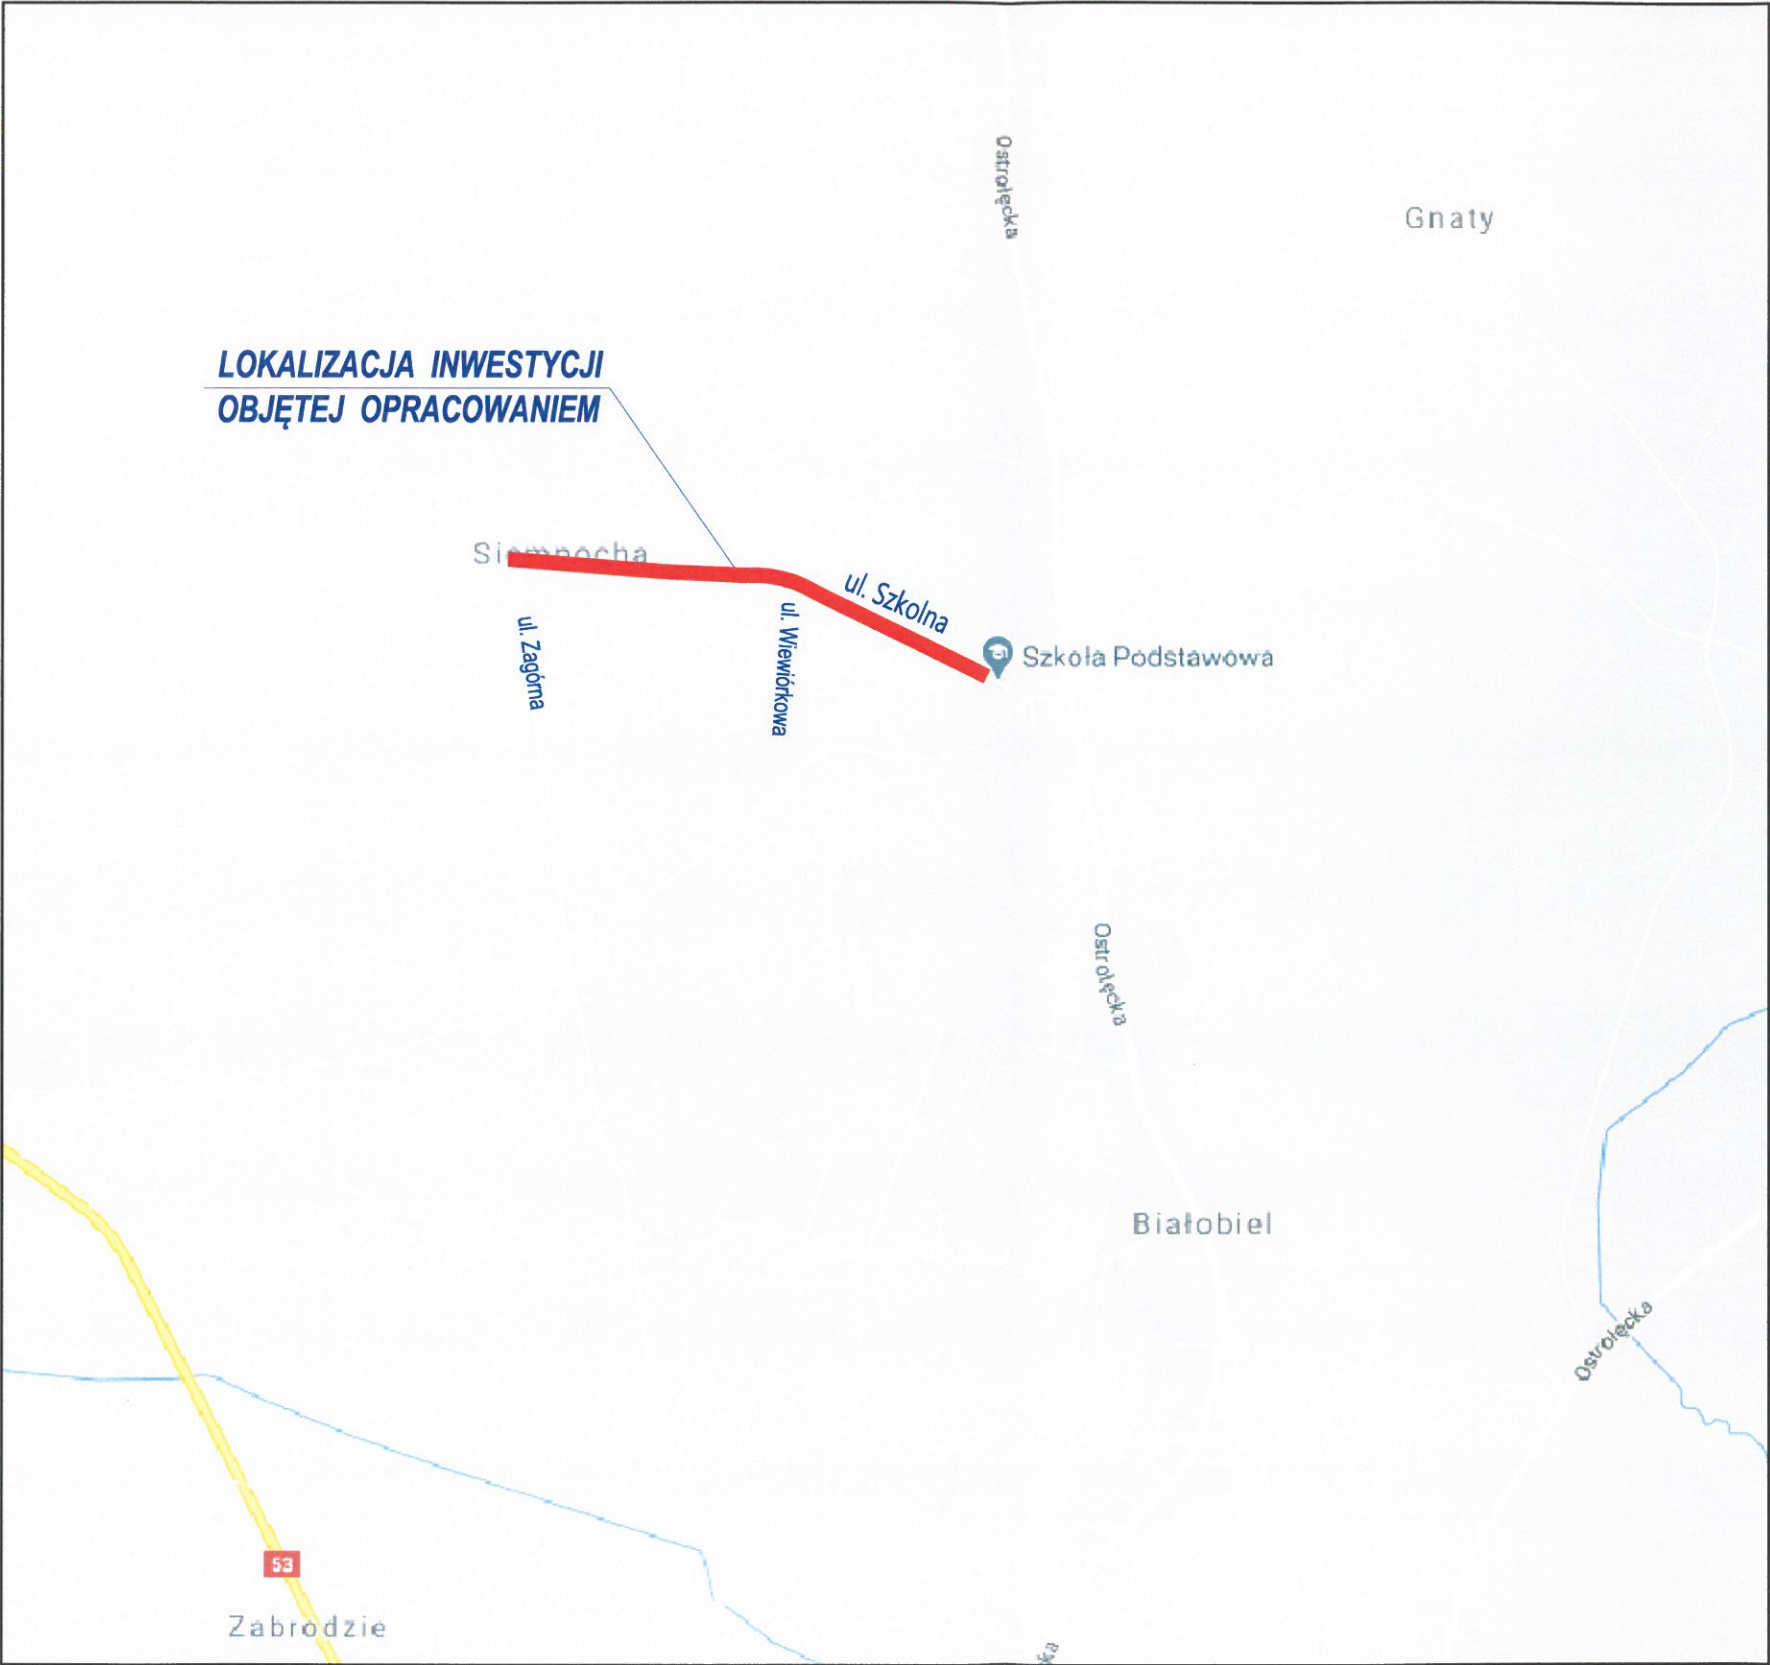 Ostrołęcka
Gnaty
LOKALIZACJA INWESTYCJI
OBJĘTEJ OPRACOWANIEM
ul. Szkolna
ul. Zagórna
ul. Wiewiórkowa
Szkoła Podstawowa
Ostrołęcka
Białobiel
Ostrołęcka
53
Zabrodzie